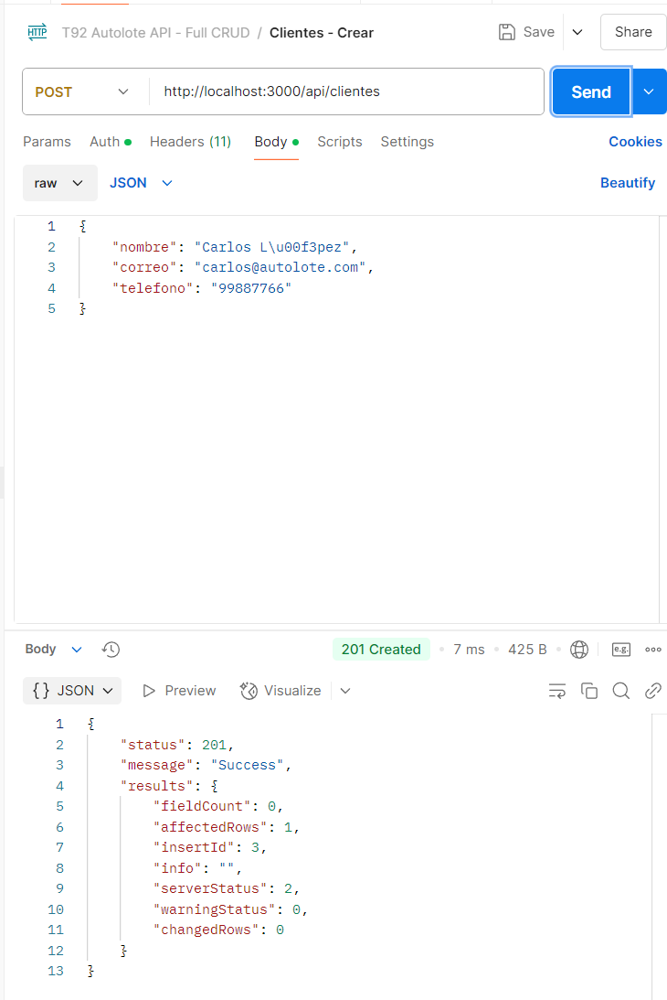 HTTP T92 Autolote API - Full CRUD / Clientes - Crear Save Share
POST http://localhost:3000/api/clientes Send
Params Auth Headers (11) Body Scripts Settings Cookies
raw JSON Beautify
1 {
2 "nombre": "Carlos L\u00f3pez",
3 "correo": "carlos@autolote.com",
4 "telefono": "99887766"
5 }
Body 201 Created 7 ms 425 B e.g.
{} JSON Preview Visualize
1 {
2 "status": 201,
3 "message": "Success",
4 "results": {
5 "fieldCount": 0,
6 "affectedRows": 1,
7 "insertId": 3,
8 "info": "",
9 "serverStatus": 2,
10 "warningStatus": 0,
11 "changedRows": 0
12 }
13 }